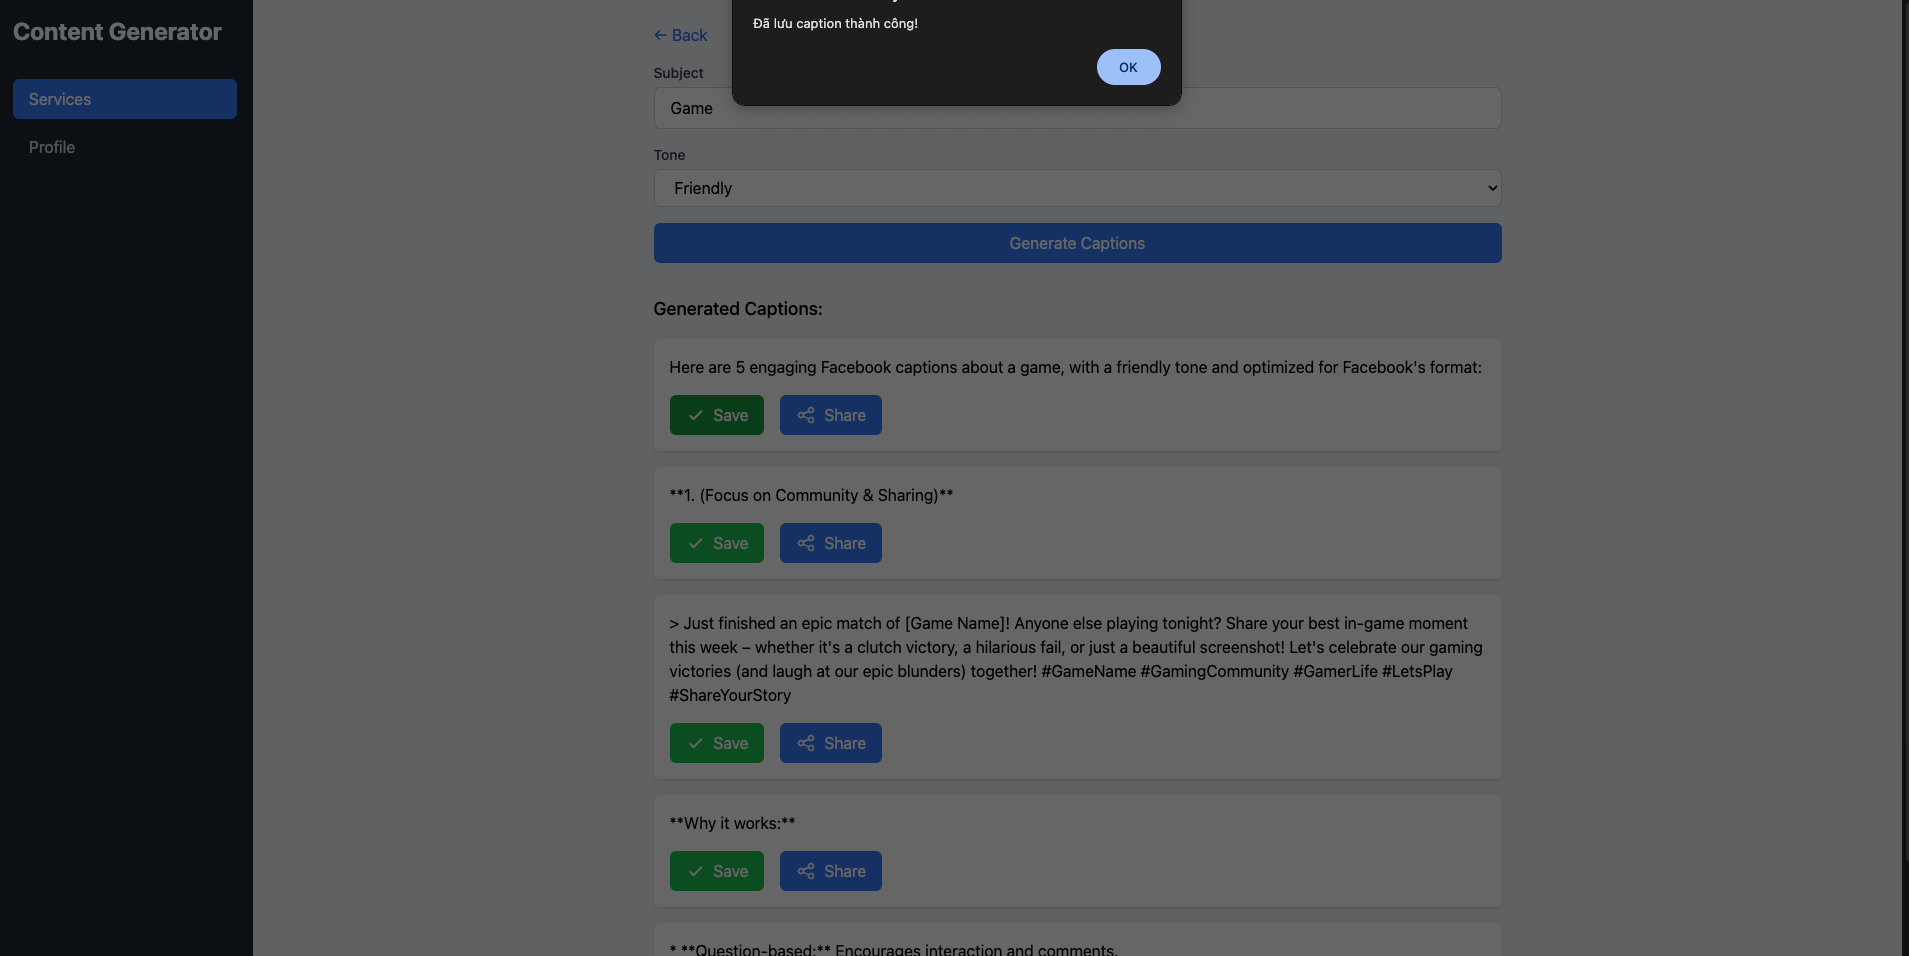 Content Generator
Services
Profile
Đã lưu caption thành công!
OK
← Back
Subject
Game
Tone
Friendly
Generate Captions
Generated Captions:
Here are 5 engaging Facebook captions about a game, with a friendly tone and optimized for Facebook's format:
Save
Share
**1. (Focus on Community & Sharing)**
Save
Share
> Just finished an epic match of [Game Name]! Anyone else playing tonight? Share your best in-game moment
this week – whether it's a clutch victory, a hilarious fail, or just a beautiful screenshot! Let's celebrate our gaming
victories (and laugh at our epic blunders) together! #GameName #GamingCommunity #GamerLife #LetsPlay
#ShareYourStory
Save
Share
**Why it works:**
Save
Share
* **Question-based:** Encourages interaction and comments.